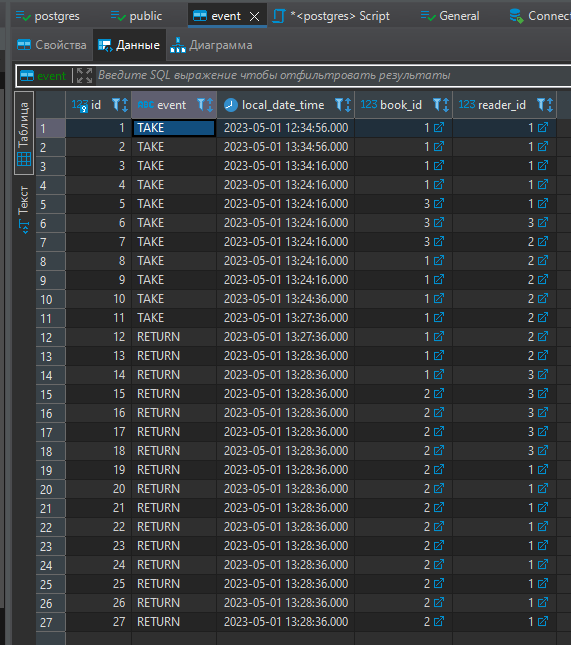 postgres public event *<postgres> Script General Connect
Свойства Данные Диаграмма
event Введите SQL выражение чтобы отфильтровать результаты
Таблица
Текст
123 id ABC event local_date_time 123 book_id 123 reader_id
1 1 TAKE 2023-05-01 12:34:56.000 1 1
2 2 TAKE 2023-05-01 13:34:56.000 1 1
3 3 TAKE 2023-05-01 13:24:16.000 1 1
4 4 TAKE 2023-05-01 13:24:16.000 1 1
5 5 TAKE 2023-05-01 13:24:16.000 3 1
6 6 TAKE 2023-05-01 13:24:16.000 3 3
7 7 TAKE 2023-05-01 13:24:16.000 3 2
8 8 TAKE 2023-05-01 13:24:16.000 1 2
9 9 TAKE 2023-05-01 13:24:16.000 1 2
10 10 TAKE 2023-05-01 13:24:36.000 1 2
11 11 TAKE 2023-05-01 13:27:36.000 1 2
12 12 RETURN 2023-05-01 13:27:36.000 1 2
13 13 RETURN 2023-05-01 13:28:36.000 1 2
14 14 RETURN 2023-05-01 13:28:36.000 1 3
15 15 RETURN 2023-05-01 13:28:36.000 2 3
16 16 RETURN 2023-05-01 13:28:36.000 2 3
17 17 RETURN 2023-05-01 13:28:36.000 2 3
18 18 RETURN 2023-05-01 13:28:36.000 2 3
19 19 RETURN 2023-05-01 13:28:36.000 2 1
20 20 RETURN 2023-05-01 13:28:36.000 2 1
21 21 RETURN 2023-05-01 13:28:36.000 2 1
22 22 RETURN 2023-05-01 13:28:36.000 2 1
23 23 RETURN 2023-05-01 13:28:36.000 2 1
24 24 RETURN 2023-05-01 13:28:36.000 2 1
25 25 RETURN 2023-05-01 13:28:36.000 2 1
26 26 RETURN 2023-05-01 13:28:36.000 2 1
27 27 RETURN 2023-05-01 13:28:36.000 2 1